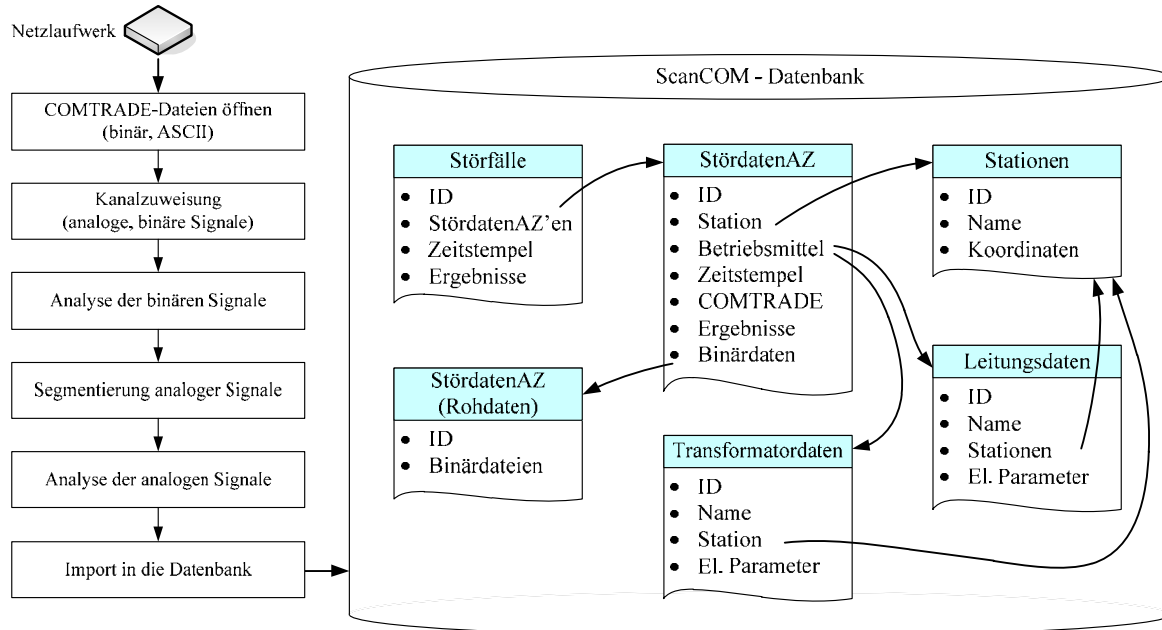 Netzlaufwerk
COMTRADE-Dateien öffnen
(binär, ASCII)
Kanalzuweisung
(analoge, binäre Signale)
Analyse der binären Signale
Segmentierung analoger Signale
Analyse der analogen Signale
Import in die Datenbank
ScanCOM - Datenbank
Störfälle
• ID
• StördatenAZ’en
• Zeitstempel
• Ergebnisse
StördatenAZ
(Rohdaten)
• ID
• Binärdateien
StördatenAZ
• ID
• Station
• Betriebsmittel
• Zeitstempel
• COMTRADE
• Ergebnisse
• Binärdaten
Transformatordaten
• ID
• Name
• Station
• El. Parameter
Stationen
• ID
• Name
• Koordinaten
Leitungsdaten
• ID
• Name
• Stationen
• El. Parameter